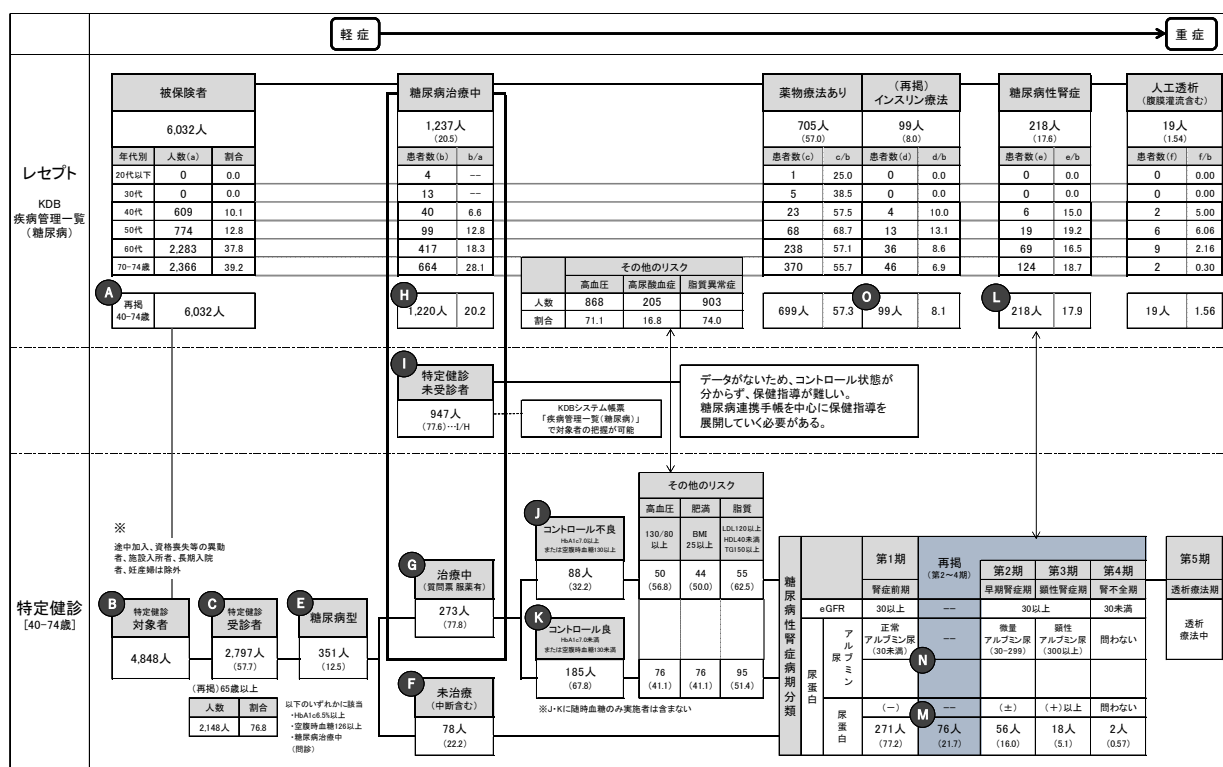 軽症
重症
レセプト
KDB
疾病管理一覧
(糖尿病)
被保険者
6,032人
年代別 人数(a) 割合
20代以下 0 0.0
30代 0 0.0
40代 609 10.1
50代 774 12.8
60代 2,283 37.8
70-74歳 2,366 39.2
A
再掲
40-74歳
6,032人
糖尿病治療中
1,237人
(20.5)
患者数(b) b/a
4 --
13 --
40 6.6
99 12.8
417 18.3
664 28.1
H
1,220人 20.2
その他のリスク
高血圧 高尿酸血症 脂質異常症
人数 868 205 903
割合 71.1 16.8 74.0
薬物療法あり
705人
(57.0)
患者数(c) c/b
1 25.0
5 38.5
23 57.5
68 68.7
238 57.1
370 55.7
699人 57.3
(再掲)
インスリン療法
99人
(8.0)
患者数(d) d/b
0 0.0
0 0.0
4 10.0
13 13.1
36 8.6
46 6.9
O
99人 8.1
糖尿病性腎症
218人
(17.6)
患者数(e) e/b
0 0.0
0 0.0
6 15.0
19 19.2
69 16.5
124 18.7
L
218人 17.9
人工透析
(腹膜灌流含む)
19人
(1.54)
患者数(f) f/b
0 0.00
0 0.00
2 5.00
6 6.06
9 2.16
2 0.30
19人 1.56
I
特定健診
未受診者
947人
(77.6)…I/H
KDBシステム帳票
「疾病管理一覧(糖尿病)」
で対象者の把握が可能
データがないため、コントロール状態が
分からず、保健指導が難しい。
糖尿病連携手帳を中心に保健指導を
展開していく必要がある。
特定健診
[40-74歳]
※
途中加入、資格喪失等の異動
者、施設入所者、長期入院
者、妊産婦は除外
B
特定健診
対象者
4,848人
C
特定健診
受診者
2,797人
(57.7)
(再掲)65歳以上
人数 割合
2,148人 76.8
E
糖尿病型
351人
(12.5)
以下のいずれかに該当
・HbA1c6.5%以上
・空腹時血糖126以上
・糖尿病治療中
(問診)
G
治療中
(質問票 服薬有)
273人
(77.8)
F
未治療
(中断含む)
78人
(22.2)
J
コントロール不良
HbA1c7.0以上
または空腹時血糖130以上
88人
(32.2)
K
コントロール良
HbA1c7.0未満
または空腹時血糖130未満
185人
(67.8)
その他のリスク
高血圧 肥満 脂質
130/80
以上
BMI
25以上
LDL120以上
HDL40未満
TG150以上
50 44 55
(56.8) (50.0) (62.5)
76 76 95
(41.1) (41.1) (51.4)
※J・Kに随時血糖のみ実施者は含まない
糖尿病性腎症病期分類
第1期
腎症前期
再掲
(第2~4期)
第2期
早期腎症期
第3期
顕性腎症期
第4期
腎不全期
eGFR 30以上 -- 30以上 30未満
尿蛋白
尿アルブミン
正常
アルブミン尿
(30未満)
--
微量
アルブミン尿
(30-299)
顕性
アルブミン尿
(300以上)
問わない
N
尿蛋白
(-) -- (±) (+)以上 問わない
M
271人 76人 56人 18人 2人
(77.2) (21.7) (16.0) (5.1) (0.57)
第5期
透析療法期
透析
療法中